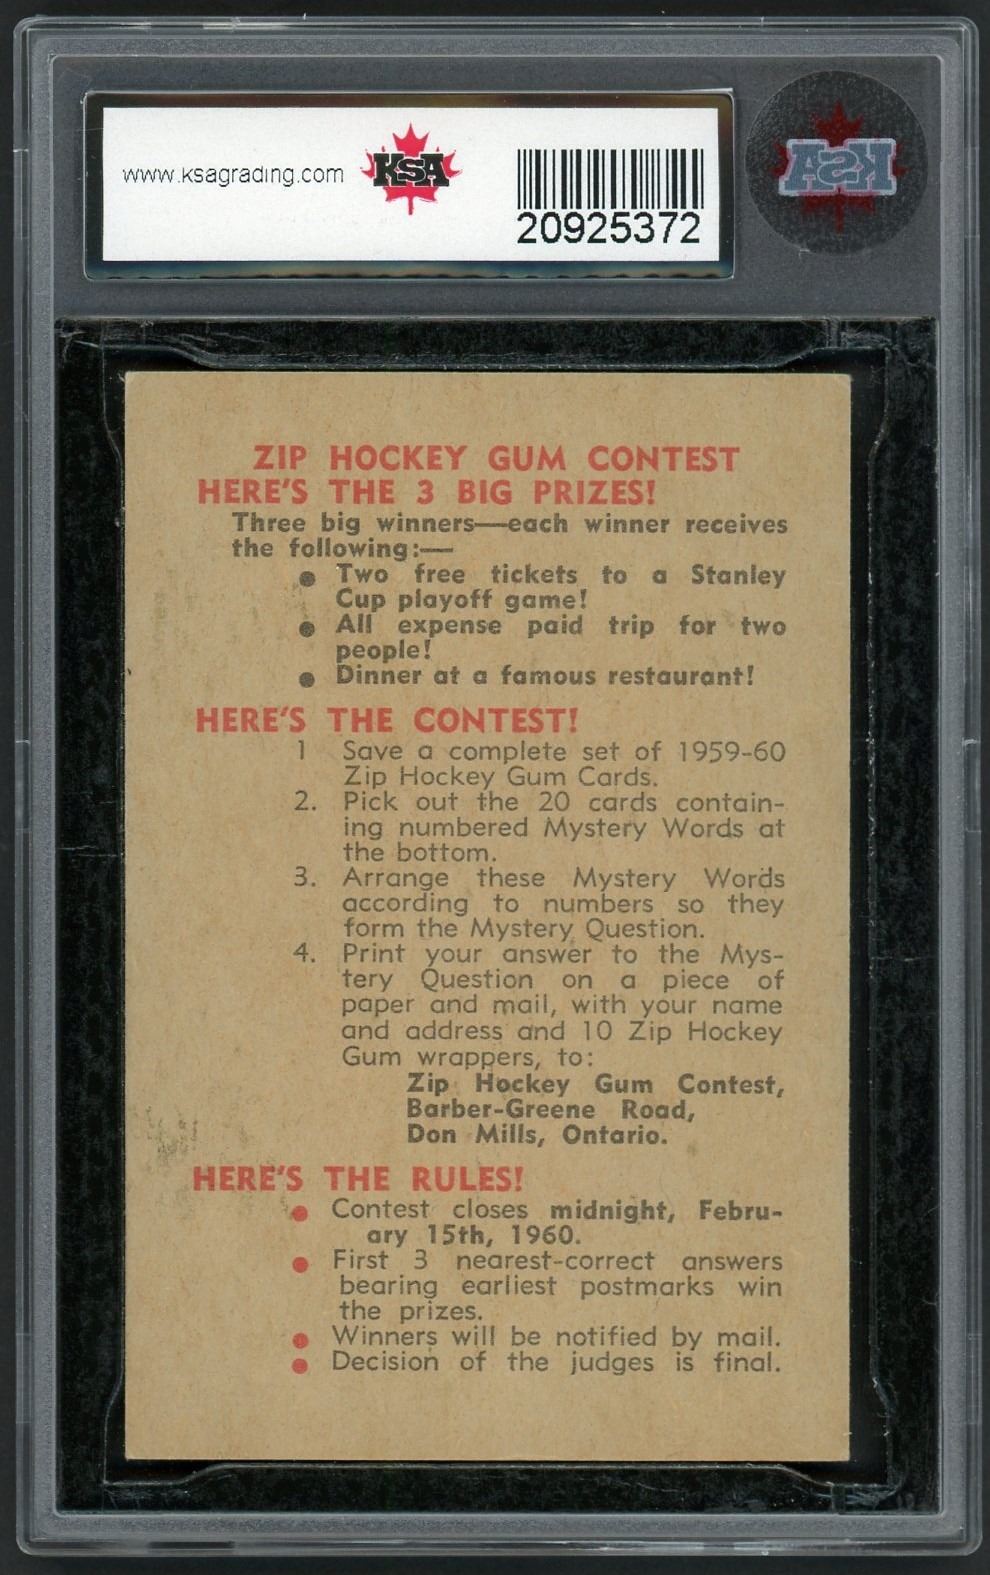 www.ksagrading.com
KSA
20925372
KSA
ZIP HOCKEY GUM CONTEST
HERE'S THE 3 BIG PRIZES!
Three big winners—each winner receives
the following:—
● Two free tickets to a Stanley
Cup playoff game!
● All expense paid trip for two
people!
● Dinner at a famous restaurant!
HERE'S THE CONTEST!
1 Save a complete set of 1959-60
Zip Hockey Gum Cards.
2. Pick out the 20 cards contain-
ing numbered Mystery Words at
the bottom.
3. Arrange these Mystery Words
according to numbers so they
form the Mystery Question.
4. Print your answer to the Mys-
tery Question on a piece of
paper and mail, with your name
and address and 10 Zip Hockey
Gum wrappers, to:
Zip Hockey Gum Contest,
Barber-Greene Road,
Don Mills, Ontario.
HERE'S THE RULES!
● Contest closes midnight, Febru-
ary 15th, 1960.
● First 3 nearest-correct answers
bearing earliest postmarks win
the prizes.
● Winners will be notified by mail.
● Decision of the judges is final.